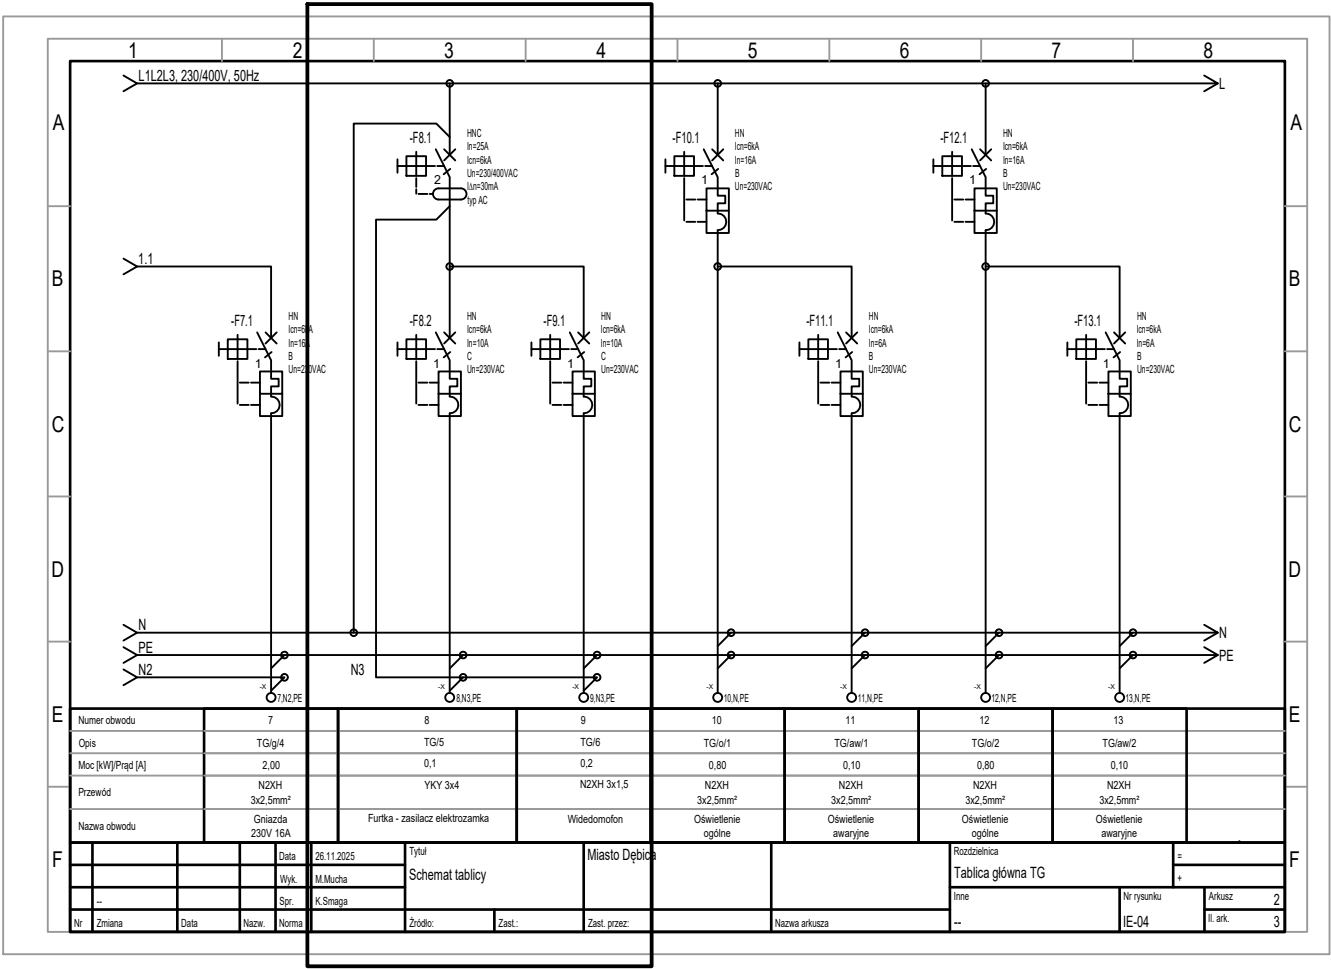 1 2 3 4 5 6 7 8
L1L2L3, 230/400V, 50Hz
L
A A
-F8.1
HNC
In=25A
Icn=6kA
Un=230/400VAC
IΔn=30mA
typ AC
2
-F10.1
HN
Icn=6kA
In=16A
B
Un=230VAC
1
-F12.1
HN
Icn=6kA
In=16A
B
Un=230VAC
1
B B
1.1
-F7.1
HN
Icn=6kA
In=16A
B
Un=230VAC
1
-F8.2
HN
Icn=6kA
In=10A
C
Un=230VAC
1
-F9.1
HN
Icn=6kA
In=10A
C
Un=230VAC
1
-F11.1
HN
Icn=6kA
In=6A
B
Un=230VAC
1
-F13.1
HN
Icn=6kA
In=6A
B
Un=230VAC
1
C C
D D
N N
PE PE
N2 N3
-X -X -X -X -X -X -X
7,N2,PE 8,N3,PE 9,N3,PE 10,N,PE 11,N,PE 12,N,PE 13,N,PE
E E
Numer obwodu 7 8 9 10 11 12 13
Opis TG/g/4 TG/5 TG/6 TG/o/1 TG/aw/1 TG/o/2 TG/aw/2
Moc [kW]/Prąd [A] 2,00 0,1 0,2 0,80 0,10 0,80 0,10
Przewód N2XH YKY 3x4 N2XH 3x1,5 N2XH N2XH N2XH N2XH
3x2,5mm² 3x2,5mm² 3x2,5mm² 3x2,5mm² 3x2,5mm²
Nazwa obwodu Gniazda Furtka - zasilacz elektrozamka Widedomofon Oświetlenie Oświetlenie Oświetlenie Oświetlenie
230V 16A ogólne awaryjne ogólne awaryjne
F F
Data 26.11.2025 Tytuł Miasto Dębica Rozdzielnica =
Wyk. M.Mucha Schemat tablicy Tablica główna TG +
-- Spr. K.Smaga Inne Nr rysunku Arkusz 2
Nr Zmiana Data Nazw. Norma Źródło: Zast.: Zast. przez: Nazwa arkusza -- IE-04 Il. ark. 3